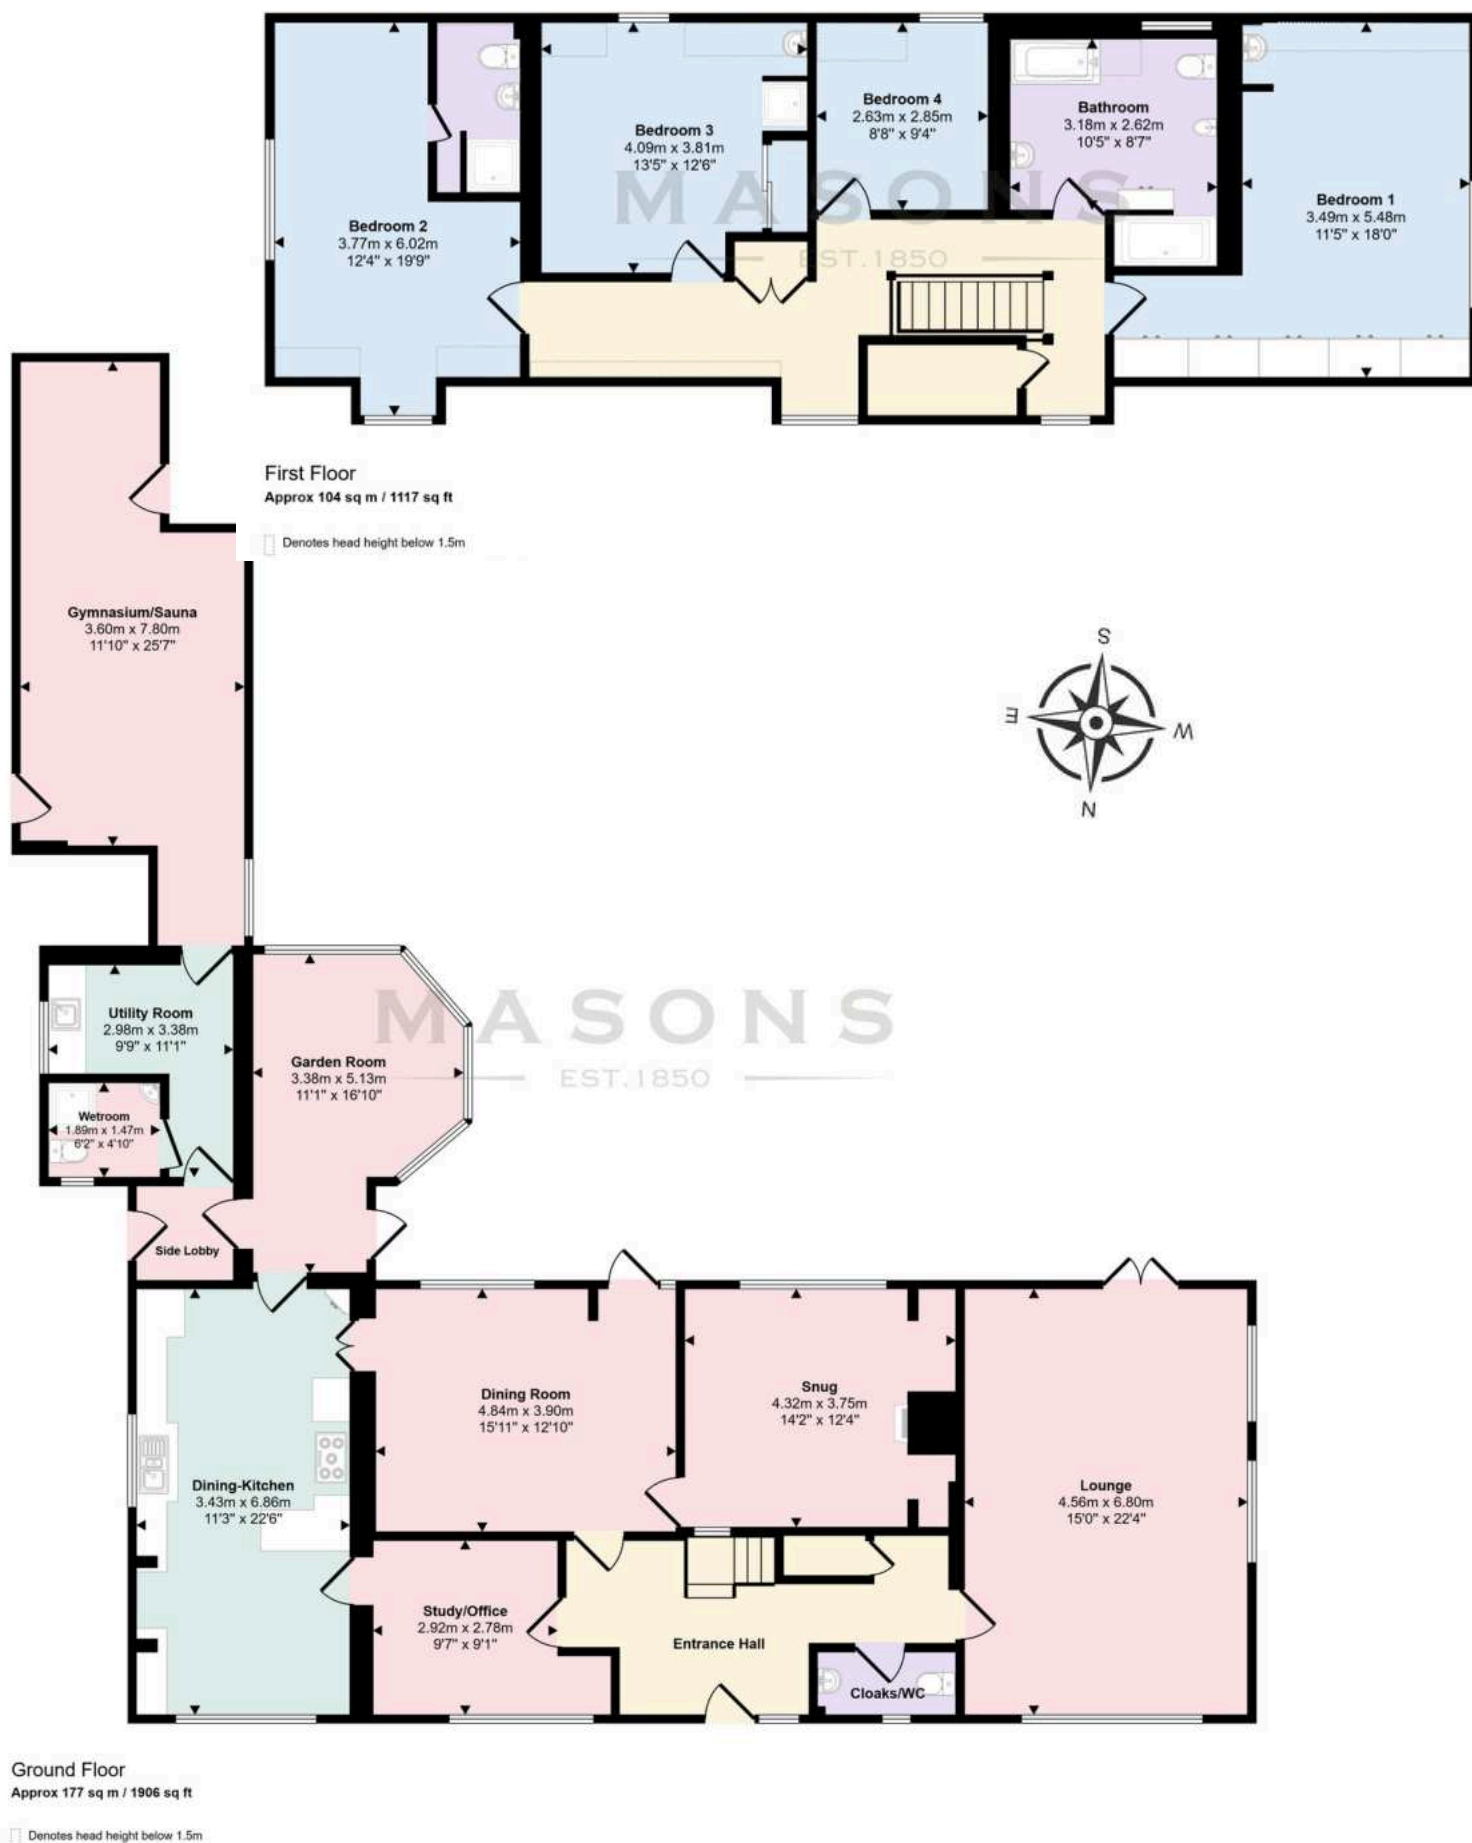 Bedroom 2
3.77m x 6.02m
12'4" x 19'9"
Bedroom 3
4.09m x 3.81m
13'5" x 12'6"
Bedroom 4
2.63m x 2.85m
8'8" x 9'4"
Bathroom
3.18m x 2.62m
10'5" x 8'7"
Bedroom 1
3.49m x 5.48m
11'5" x 18'0"
MASONS
EST.1850
First Floor
Approx 104 sq m / 1117 sq ft
Denotes head height below 1.5m
Gymnasium/Sauna
3.60m x 7.80m
11'10" x 25'7"
S
E
W
N
Utility Room
2.98m x 3.38m
9'9" x 11'1"
Wetroom
1.89m x 1.47m
6'2" x 4'10"
Garden Room
3.38m x 5.13m
11'1" x 16'10"
MASONS
EST.1850
Side Lobby
Dining-Kitchen
3.43m x 6.86m
11'3" x 22'6"
Dining Room
4.84m x 3.90m
15'11" x 12'10"
Snug
4.32m x 3.75m
14'2" x 12'4"
Lounge
4.56m x 6.80m
15'0" x 22'4"
Study/Office
2.92m x 2.78m
9'7" x 9'1"
Entrance Hall
Cloaks/WC
Ground Floor
Approx 177 sq m / 1906 sq ft
Denotes head height below 1.5m